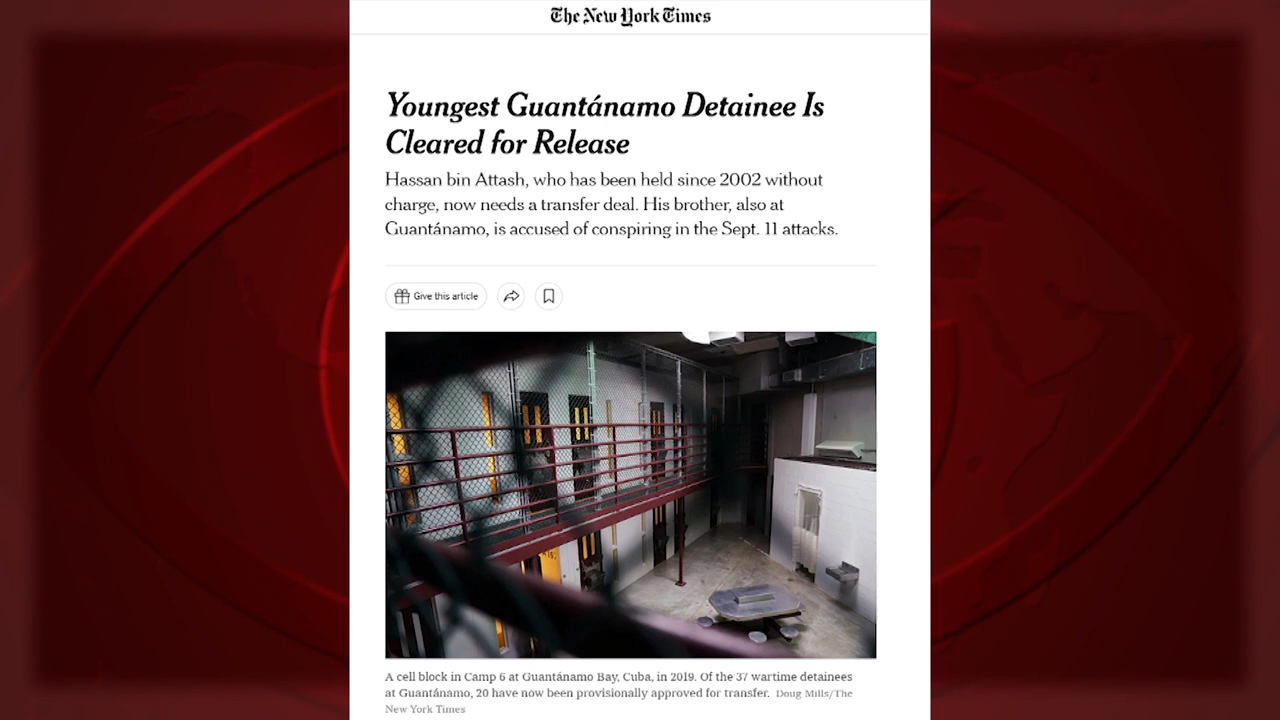 The New York Times
Youngest Guantánamo Detainee Is
Cleared for Release
Hassan bin Attash, who has been held since 2002 without
charge, now needs a transfer deal. His brother, also at
Guantánamo, is accused of conspiring in the Sept. 11 attacks.
Give this article
A cell block in Camp 6 at Guantánamo Bay, Cuba, in 2019. Of the 37 wartime detainees
at Guantánamo, 20 have now been provisionally approved for transfer. Doug Mills/The
New York Times